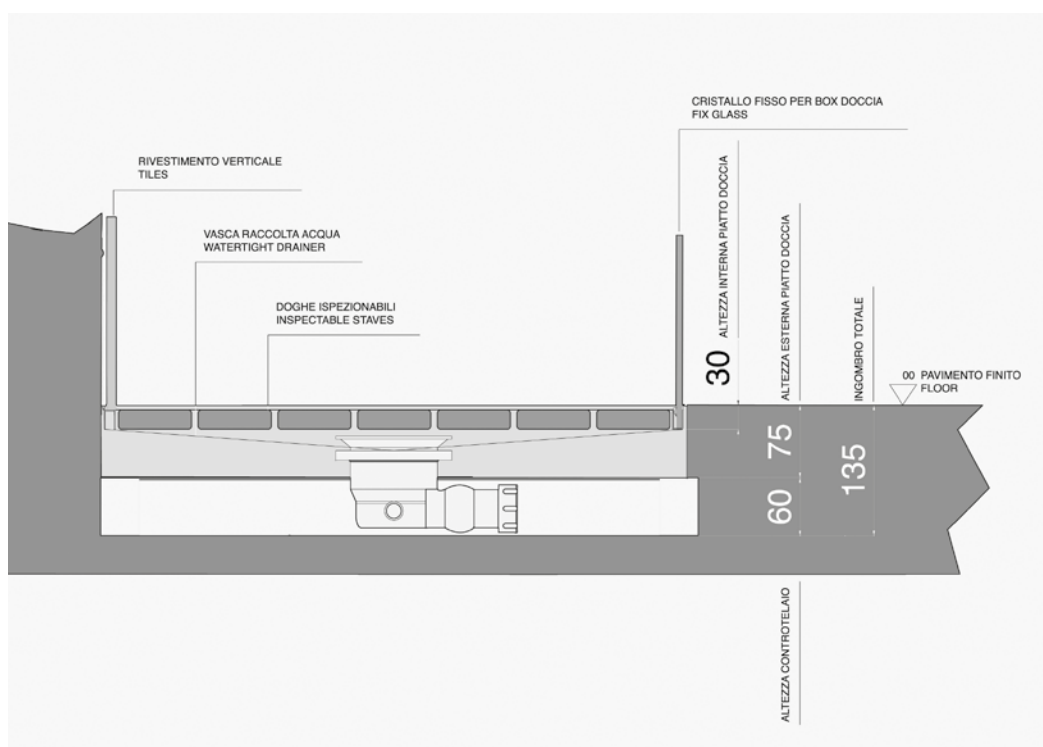 CRISTALLO FISSO PER BOX DOCCIA
FIX GLASS
RIVESTIMENTO VERTICALE
TILES
VASCA RACCOLTA ACQUA
WATERTIGHT DRAINER
DOGHE ISPEZIONABILI
INSPECTABLE STAVES
30 ALTEZZA INTERNA PIATTO DOCCIA
ALTEZZA ESTERNA PIATTO DOCCIA
INGOMBRO TOTALE
00 PAVIMENTO FINITO
FLOOR
75
60
135
ALTEZZA CONTROTELAIO